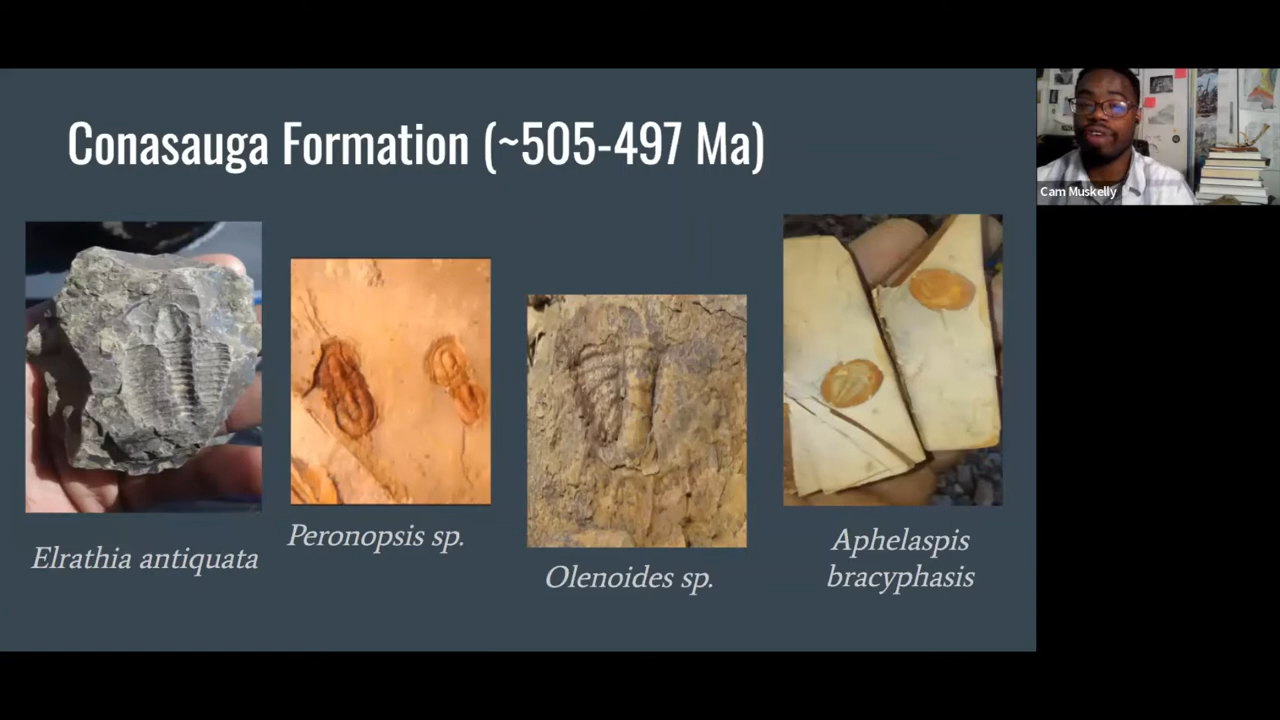 Conasauga Formation (~505-497 Ma)
Cam Muskelly
Elrathia antiquata
Peronopsis sp.
Olenoides sp.
Aphelaspis
bracyphasis